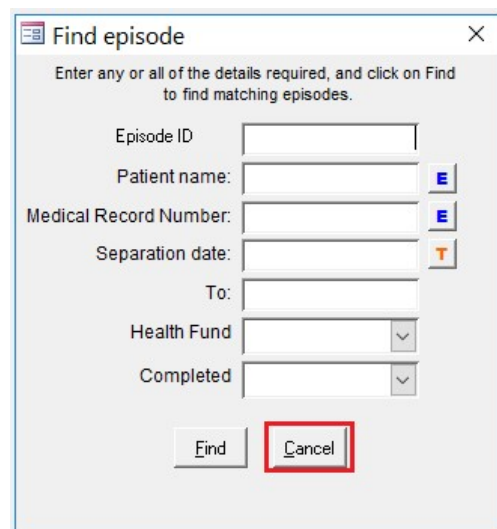 Find episode
Enter any or all of the details required, and click on Find
to find matching episodes.
Episode ID
Patient name: E
Medical Record Number: E
Separation date: T
To:
Health Fund
Completed
Find Cancel